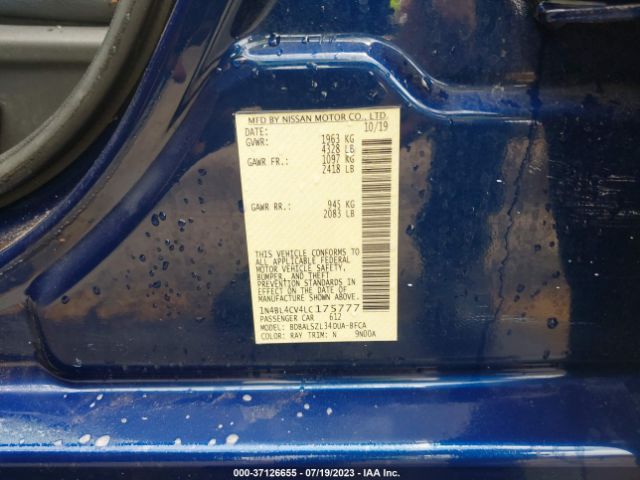 MFD BY NISSAN MOTOR CO., LTD.
DATE: 10/19
GVWR: 1963 KG
4328 LB
GAWR FR.: 1097 KG
2418 LB
GAWR RR.: 945 KG
2083 LB
THIS VEHICLE CONFORMS TO
ALL APPLICABLE FEDERAL
MOTOR VEHICLE SAFETY,
BUMPER, AND THEFT
PREVENTION STANDARDS IN
EFFECT ON THE DATE OF
MANUFACTURE SHOWN ABOVE.
1N4BL4CV4LC175777
PASSENGER CAR 612
MODEL: BDBALSZL34DUA-BFCA
COLOR: RAY TRIM: N 9N00A
000-37126655 - 07/19/2023 - IAA Inc.